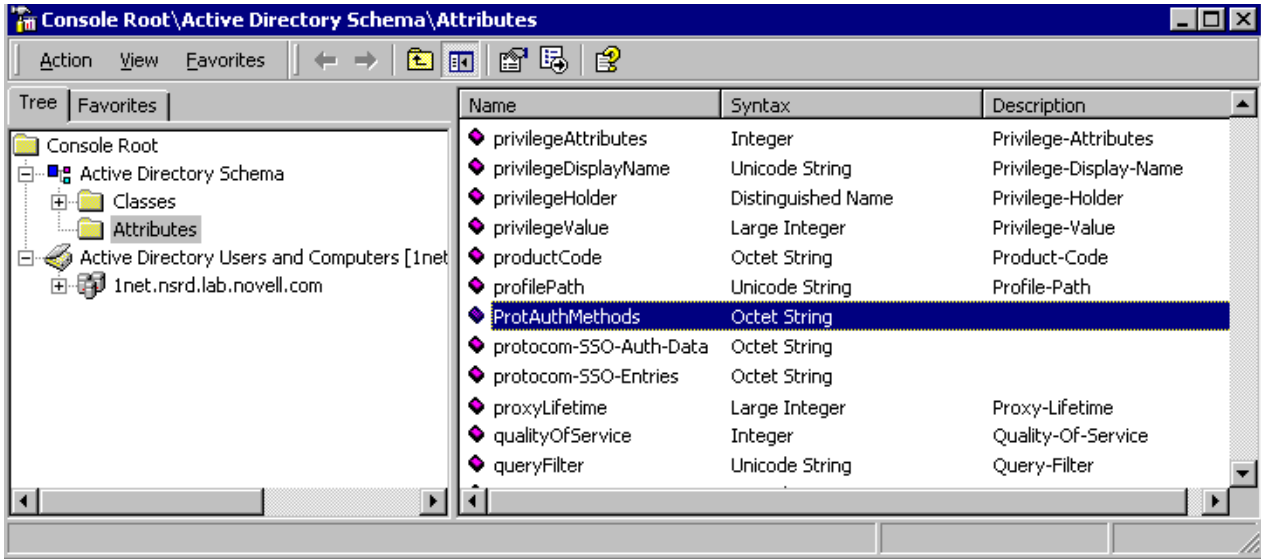 Console Root\Active Directory Schema\Attributes
Action View Favorites
Tree Favorites
Console Root
Active Directory Schema
Classes
Attributes
Active Directory Users and Computers [1net
1net.nsrd.lab.novell.com
Name Syntax Description
privilegeAttributes Integer Privilege-Attributes
privilegeDisplayName Unicode String Privilege-Display-Name
privilegeHolder Distinguished Name Privilege-Holder
privilegeValue Large Integer Privilege-Value
productCode Octet String Product-Code
profilePath Unicode String Profile-Path
ProtAuthMethods Octet String
protocom-SSO-Auth-Data Octet String
protocom-SSO-Entries Octet String
proxyLifetime Large Integer Proxy-Lifetime
qualityOfService Integer Quality-Of-Service
queryFilter Unicode String Query-Filter